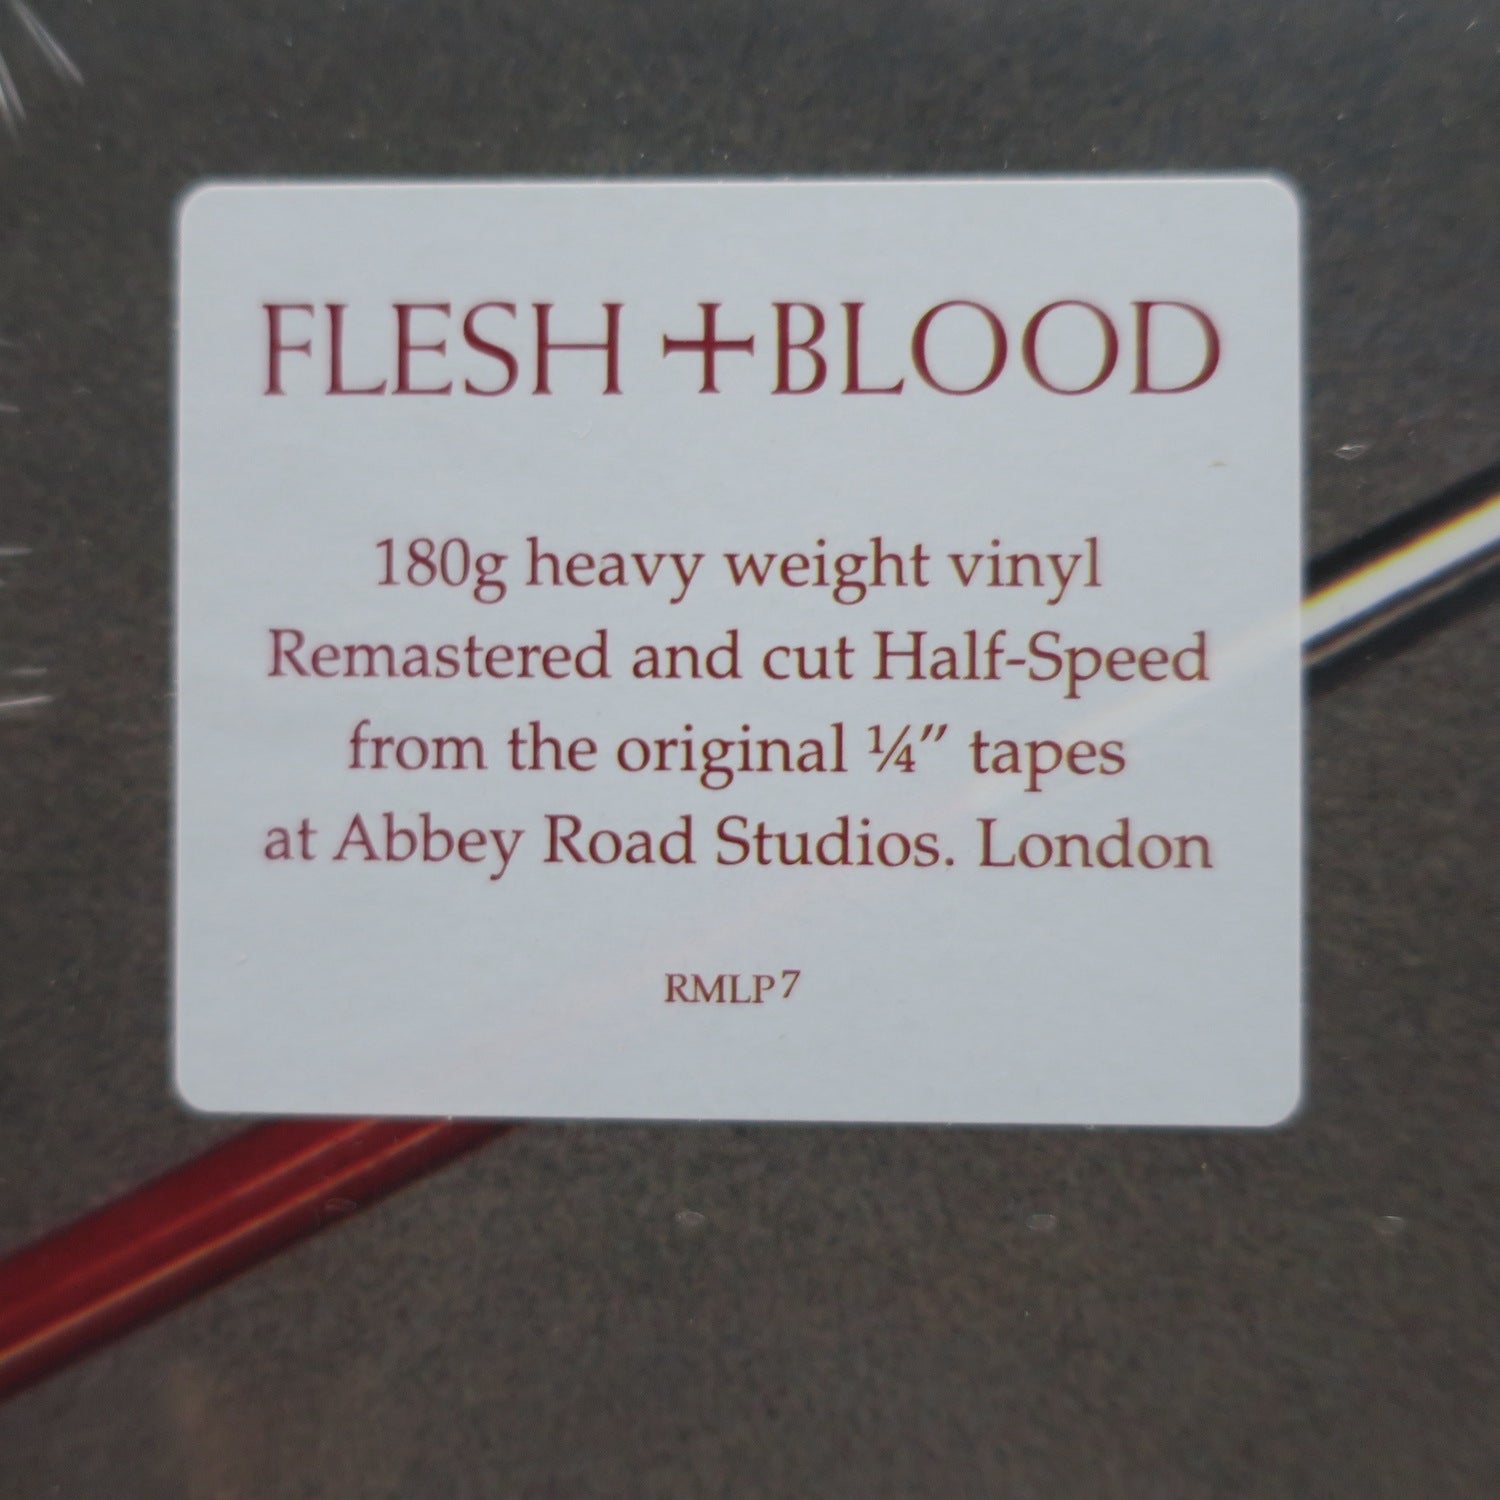 FLESH + BLOOD
180g heavy weight vinyl
Remastered and cut Half-Speed
from the original ¼″ tapes
at Abbey Road Studios. London
RMLP7